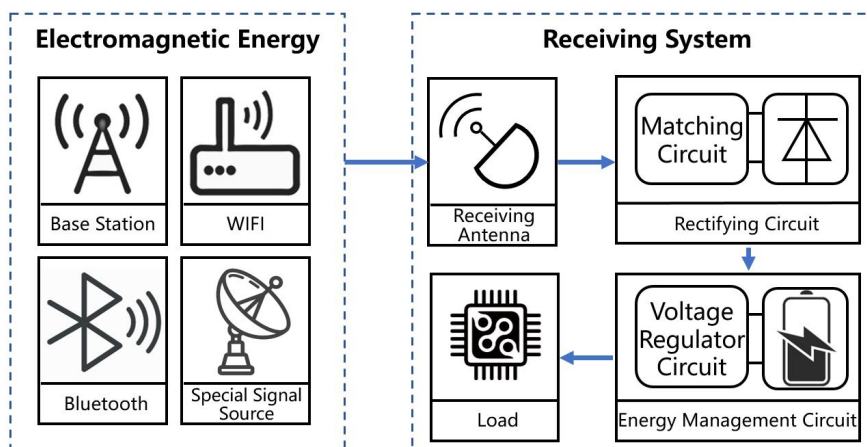 Electromagnetic Energy
Base Station
WIFI
Bluetooth
Special Signal
Source
Receiving System
Receiving
Antenna
Matching
Circuit
Rectifying Circuit
Voltage
Regulator
Circuit
Energy Management Circuit
Load